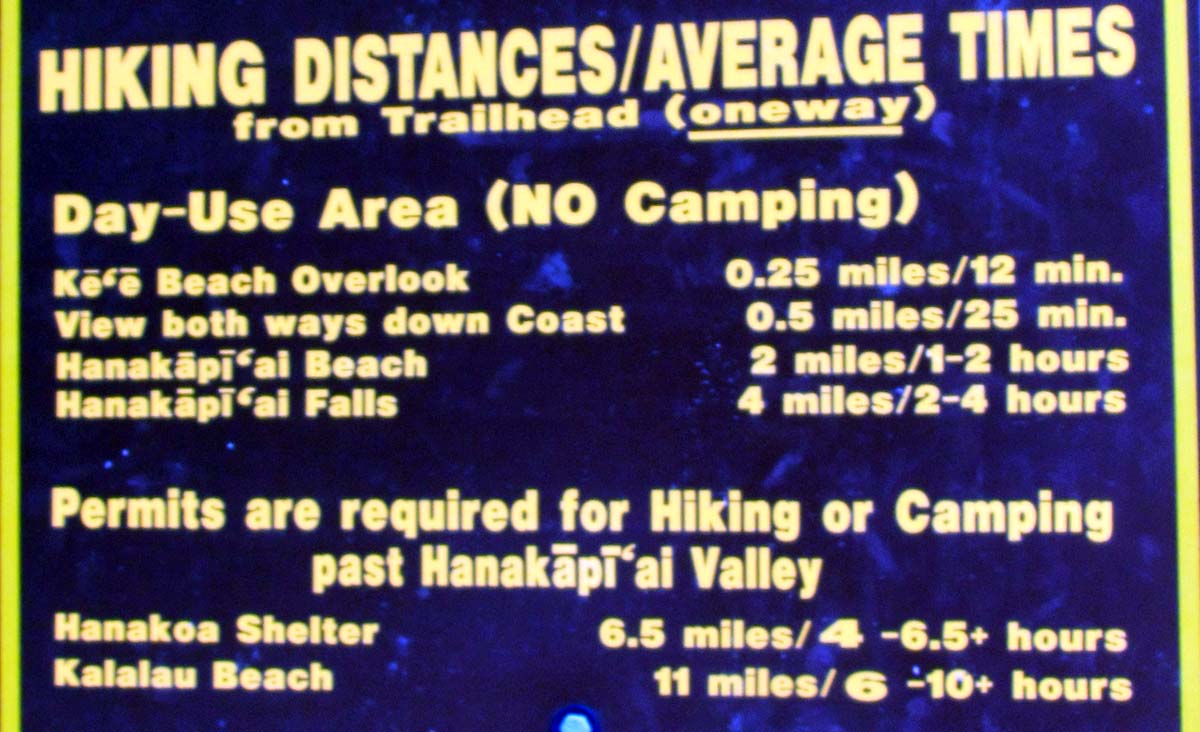 HIKING DISTANCES/AVERAGE TIMES
from Trailhead (oneway)
Day-Use Area (NO Camping)
Kēʻē Beach Overlook 0.25 miles/12 min.
View both ways down Coast 0.5 miles/25 min.
Hanakāpīʻai Beach 2 miles/1-2 hours
Hanakāpīʻai Falls 4 miles/2-4 hours
Permits are required for Hiking or Camping
past Hanakāpīʻai Valley
Hanakoa Shelter 6.5 miles/ 4 -6.5+ hours
Kalalau Beach 11 miles/ 6 -10+ hours